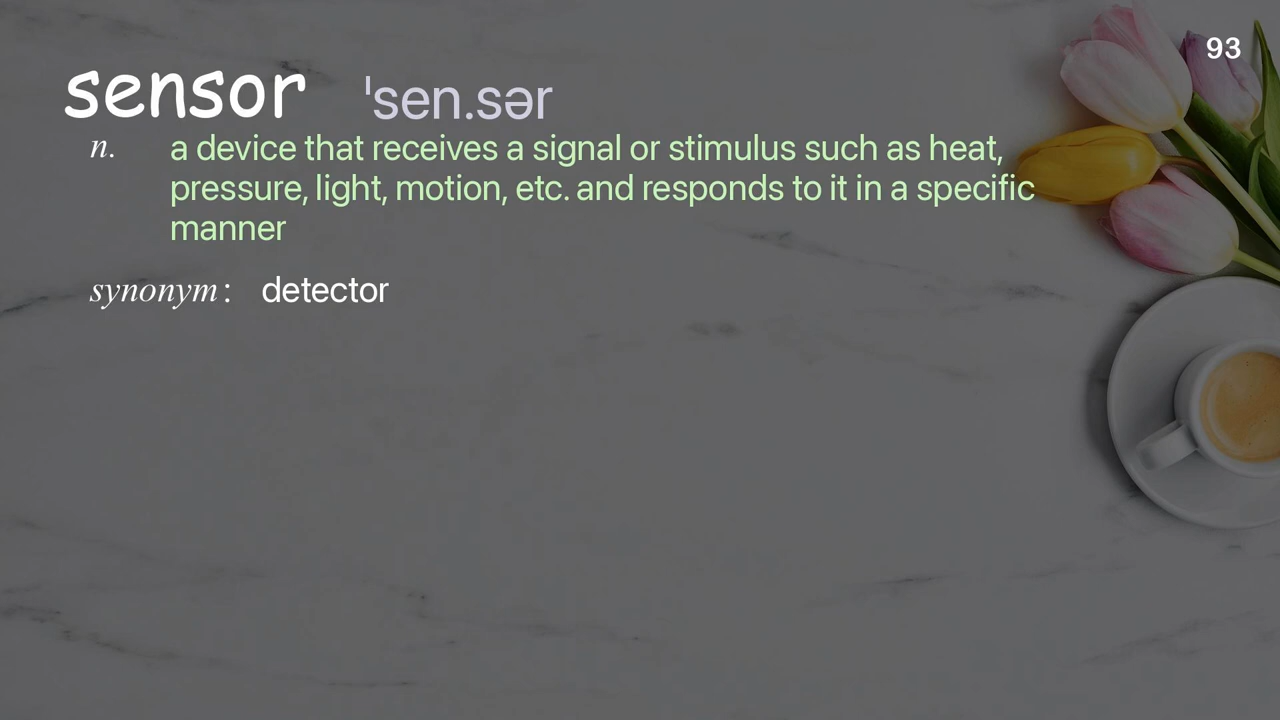 93
sensor ˈsen.sər
n. a device that receives a signal or stimulus such as heat,
pressure, light, motion, etc. and responds to it in a specific
manner
synonym: detector